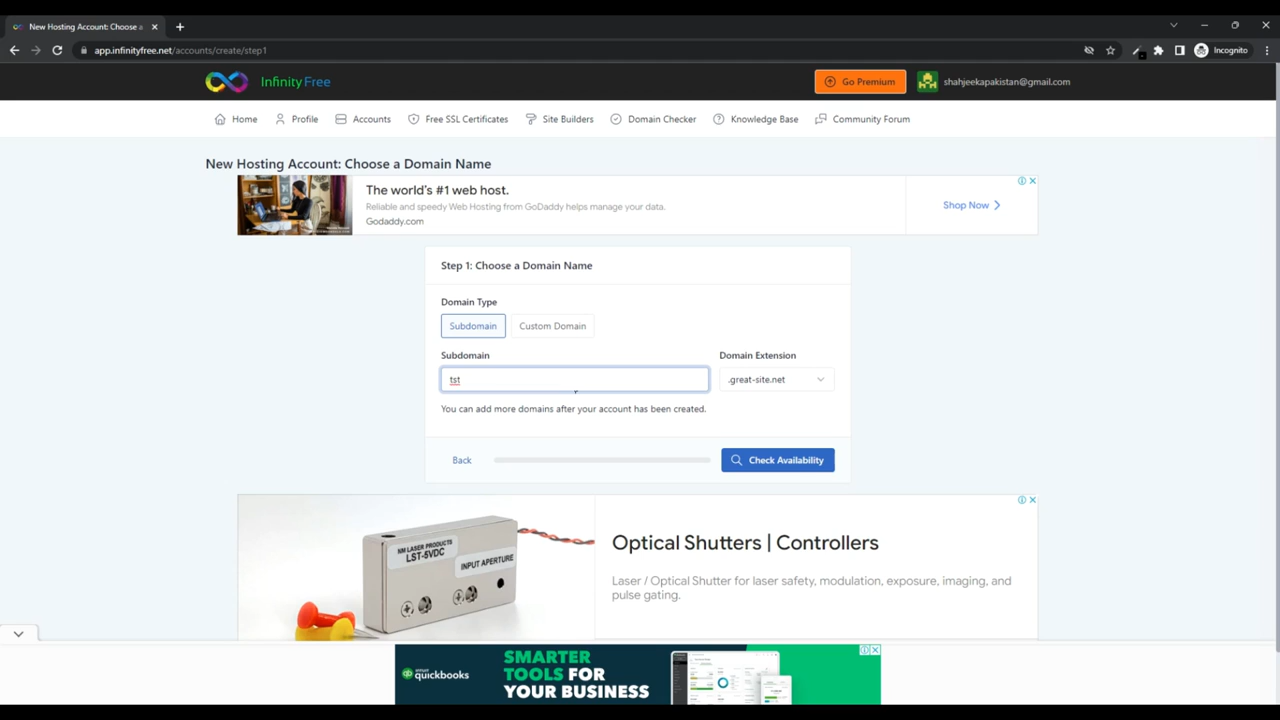 New Hosting Account: Choose a
app.infinityfree.net/accounts/create/step1
Incognito
InfinityFree
Go Premium
shahjeekapakistan@gmail.com
Home
Profile
Accounts
Free SSL Certificates
Site Builders
Domain Checker
Knowledge Base
Community Forum
New Hosting Account: Choose a Domain Name
The world's #1 web host.
Reliable and speedy Web Hosting from GoDaddy helps manage your data.
Godaddy.com
Shop Now
Step 1: Choose a Domain Name
Domain Type
Subdomain
Custom Domain
Subdomain
Domain Extension
tst
.great-site.net
You can add more domains after your account has been created.
Back
Check Availability
NM LASER PRODUCTS
LST-5VDC
INPUT APERTURE
Optical Shutters | Controllers
Laser / Optical Shutter for laser safety, modulation, exposure, imaging, and
pulse gating.
quickbooks
SMARTER
TOOLS FOR
YOUR BUSINESS